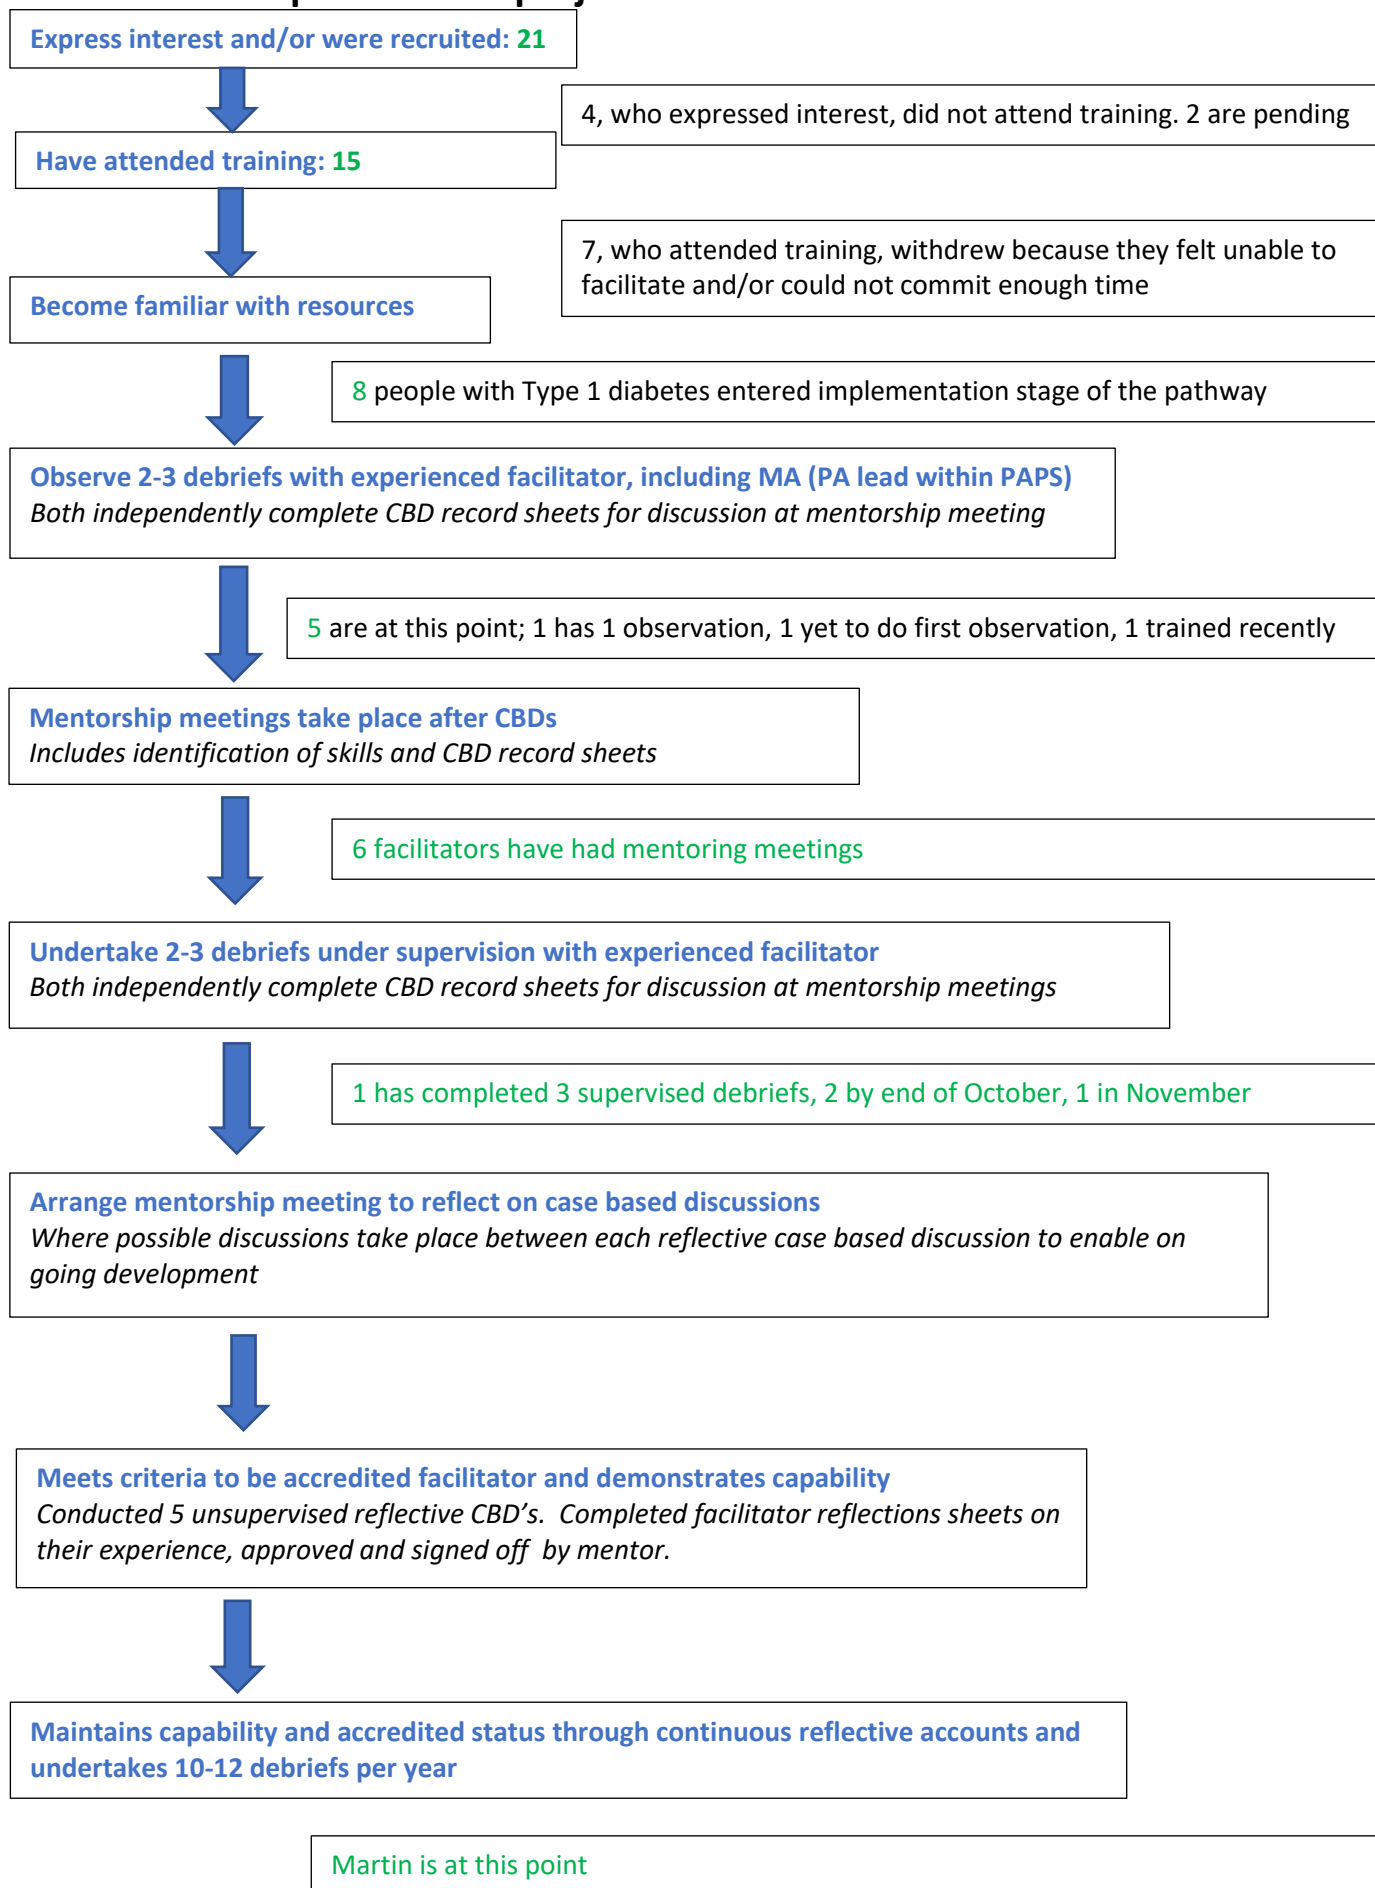 Express interest and/or were recruited: 21
4, who expressed interest, did not attend training. 2 are pending
Have attended training: 15
7, who attended training, withdrew because they felt unable to
facilitate and/or could not commit enough time
Become familiar with resources
8 people with Type 1 diabetes entered implementation stage of the pathway
Observe 2-3 debriefs with experienced facilitator, including MA (PA lead within PAPS)
Both independently complete CBD record sheets for discussion at mentorship meeting
5 are at this point; 1 has 1 observation, 1 yet to do first observation, 1 trained recently
Mentorship meetings take place after CBDs
Includes identification of skills and CBD record sheets
6 facilitators have had mentoring meetings
Undertake 2-3 debriefs under supervision with experienced facilitator
Both independently complete CBD record sheets for discussion at mentorship meetings
1 has completed 3 supervised debriefs, 2 by end of October, 1 in November
Arrange mentorship meeting to reflect on case based discussions
Where possible discussions take place between each reflective case based discussion to enable on
going development
Meets criteria to be accredited facilitator and demonstrates capability
Conducted 5 unsupervised reflective CBD's. Completed facilitator reflections sheets on
their experience, approved and signed off by mentor.
Maintains capability and accredited status through continuous reflective accounts and
undertakes 10-12 debriefs per year
Martin is at this point